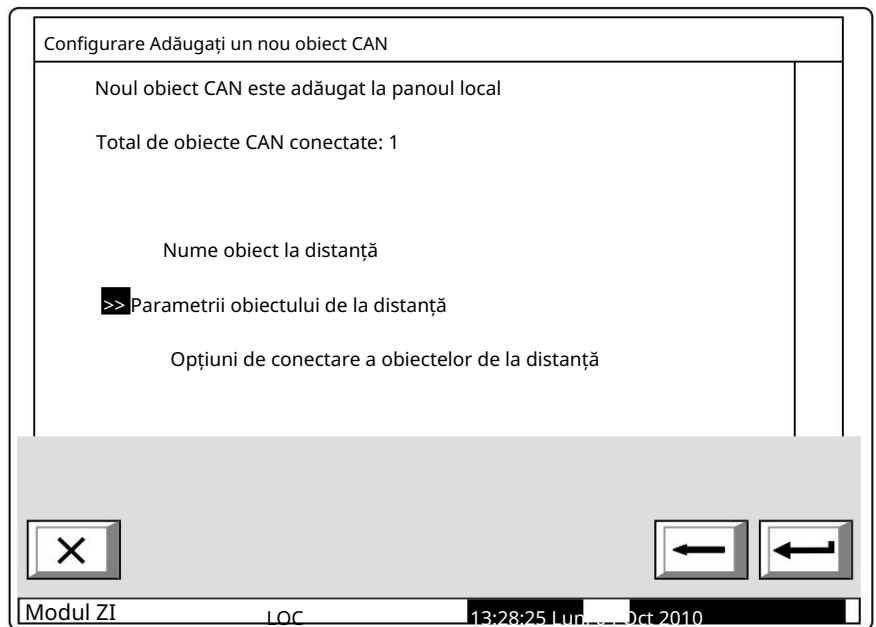 Configurare Adăugați un nou obiect CAN
Noul obiect CAN este adăugat la panoul local
Total de obiecte CAN conectate: 1
Nume obiect la distanță
>> Parametrii obiectului de la distanță
Opțiuni de conectare a obiectelor de la distanță
Modul ZI
LOC
13:28:25 Oct 2010